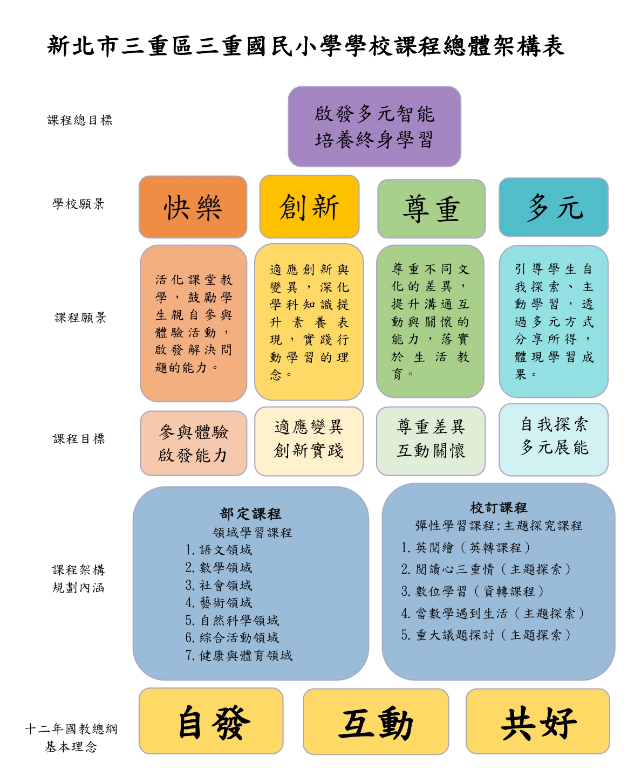 新北市三重區三重國民小學學校課程總體架構表
課程總目標
啟發多元智能
培養終身學習
學校願景
快樂
創新
尊重
多元
課程願景
活化課堂教
學，鼓勵學
生親自參與
體驗活動，
啟發解決問
題的能力。
適應創新與
變異，深化
學科知識提
升素養表
現，實踐行
動學習的理
念。
尊重不同文
化的差異，
提升溝通互
動與關懷的
能力，落實
於生活教
育。
引導學生自
我探索、主
動學習，透
過多元方式
分享所得，
體現學習成
果。
課程目標
參與體驗
啟發能力
適應變異
創新實踐
尊重差異
互動關懷
自我探索
多元展能
課程架構
規劃內涵
部定課程
領域學習課程
1.語文領域
2.數學領域
3.社會領域
4.藝術領域
5.自然科學領域
6.綜合活動領域
7.健康與體育領域
校訂課程
彈性學習課程:主題探究課程
1.英閱繪（英轉課程）
2.閱讀心三重情（主題探索）
3.數位學習（資轉課程）
4.當數學遇到生活（主題探索）
5.重大議題探討（主題探索）
十二年國教總綱
基本理念
自發
互動
共好